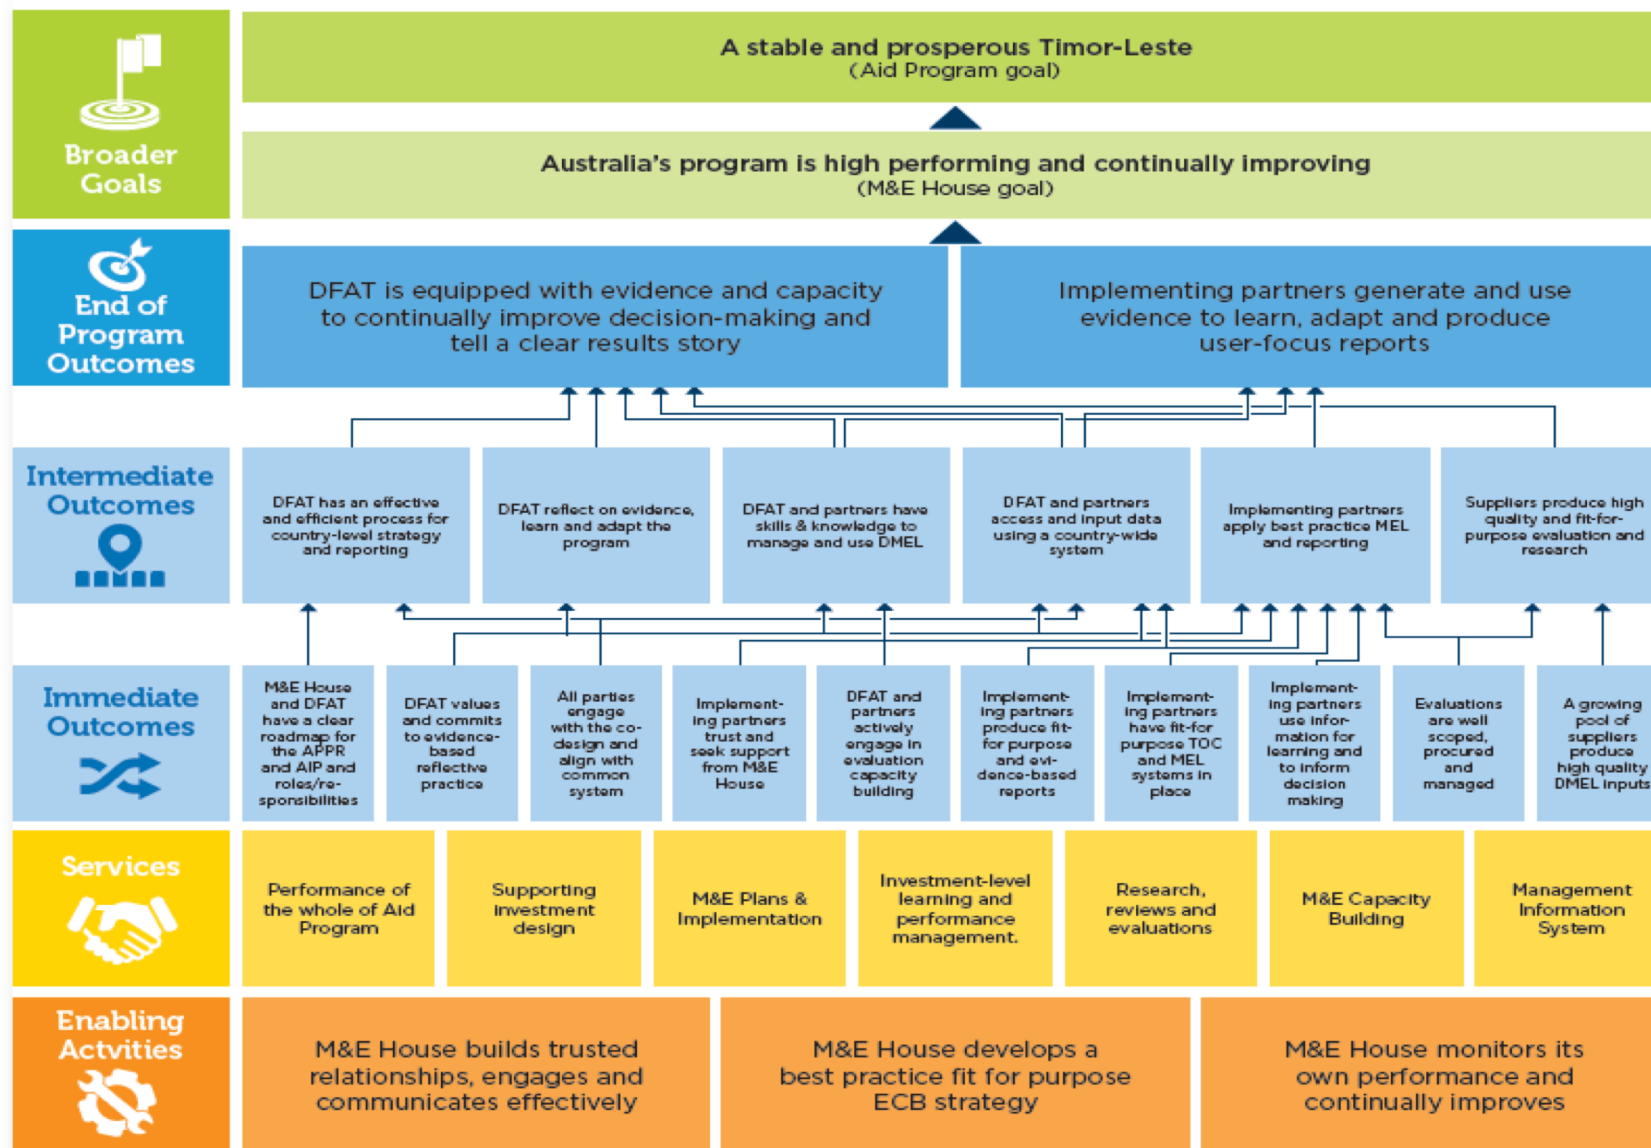 A stable and prosperous Timor-Leste
(Aid Program goal)
Broader
Goals
Australia's program is high performing and continually improving
(M&E House goal)
End of
Program
Outcomes
DFAT is equipped with evidence and capacity
to continually improve decision-making and
tell a clear results story
Implementing partners generate and use
evidence to learn, adapt and produce
user-focus reports
Intermediate
Outcomes
DFAT has an effective
and efficient process for
country-level strategy
and reporting
DFAT reflect on evidence,
learn and adapt the
program
DFAT and partners have
skills & knowledge to
manage and use DMEL
DFAT and partners
access and input data
using a country-wide
system
Implementing partners
apply best practice MEL
and reporting
Suppliers produce high
quality and fit-for-
purpose evaluation and
research
Immediate
Outcomes
M&E House
and DFAT
have a clear
roadmap for
the APPR
and AIP and
roles/re-
sponsibilities
DFAT values
and commits
to evidence-
based
reflective
practice
All parties
engage
with the co-
design and
align with
common
system
Implement-
ing partners
trust and
seek support
from M&E
House
DFAT and
partners
actively
engage in
evaluation
capacity
building
Implement-
ing partners
produce fit-
for purpose
and evi-
dence-based
reports
Implement-
ing partners
have fit-for
purpose TOC
and MEL
systems in
place
Implement-
ing partners
use infor-
mation for
learning and
to inform
decision
making
Evaluations
are well
scoped,
procured
and
managed
A growing
pool of
suppliers
produce
high quality
DMEL inputs
Services
Performance of
the whole of Aid
Program
Supporting
investment
design
M&E Plans &
Implementation
Investment-level
learning and
performance
management.
Research,
reviews and
evaluations
M&E Capacity
Building
Management
Information
System
Enabling
Actvities
M&E House builds trusted
relationships, engages and
communicates effectively
M&E House develops a
best practice fit for purpose
ECB strategy
M&E House monitors its
own performance and
continually improves